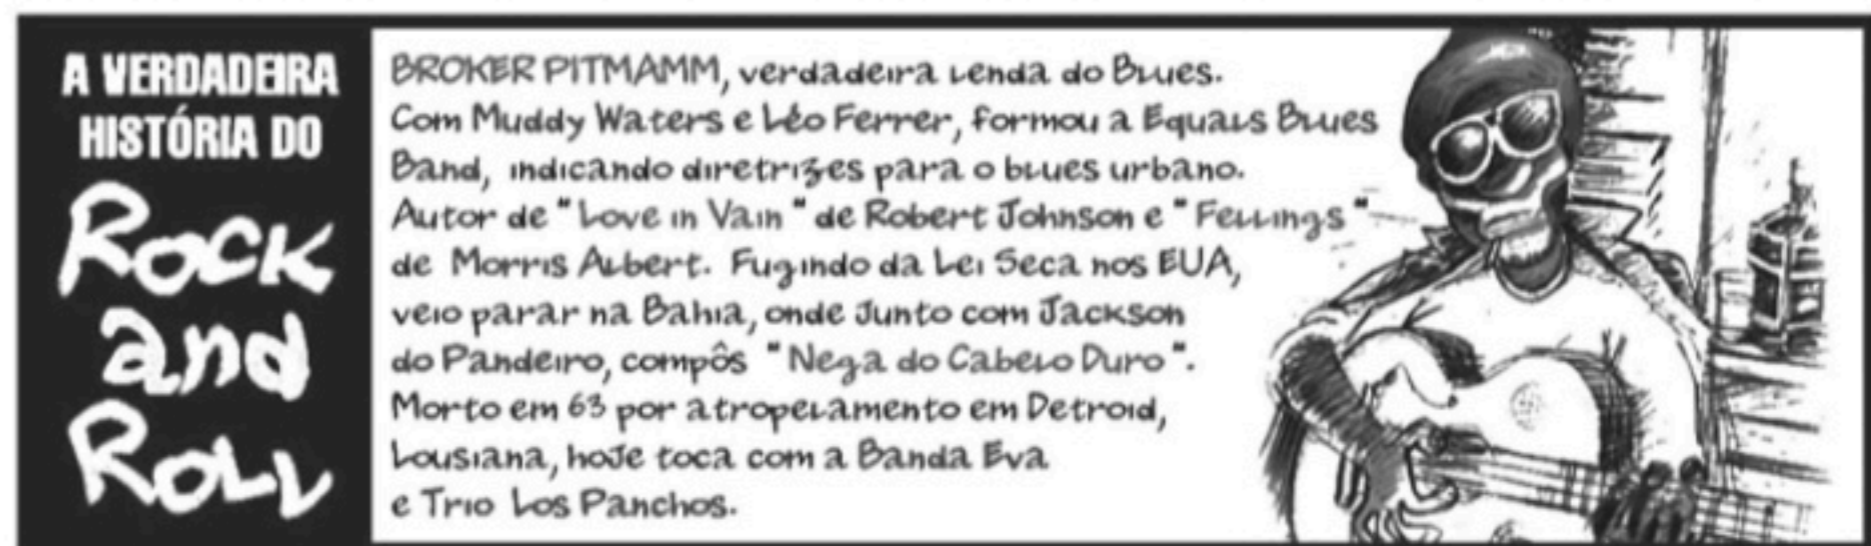 A VERDADEIRA
HISTÓRIA DO
Rock
and
Roll
BROKER PITMAMM, verdadeira lenda do Blues.
Com Muddy Waters e Léo Ferrer, formou a Equals Blues
Band, indicando diretrizes para o blues urbano.
Autor de "Love in Vain" de Robert Johnson e "Fellings"
de Morris Albert. Fugindo da Lei Seca nos EUA,
veio parar na Bahia, onde junto com Jackson
do Pandeiro, compôs "Nega do Cabelo Duro".
Morto em 63 por atropelamento em Detroid,
Lousiana, hoje toca com a Banda Eva
e Trio Los Panchos.